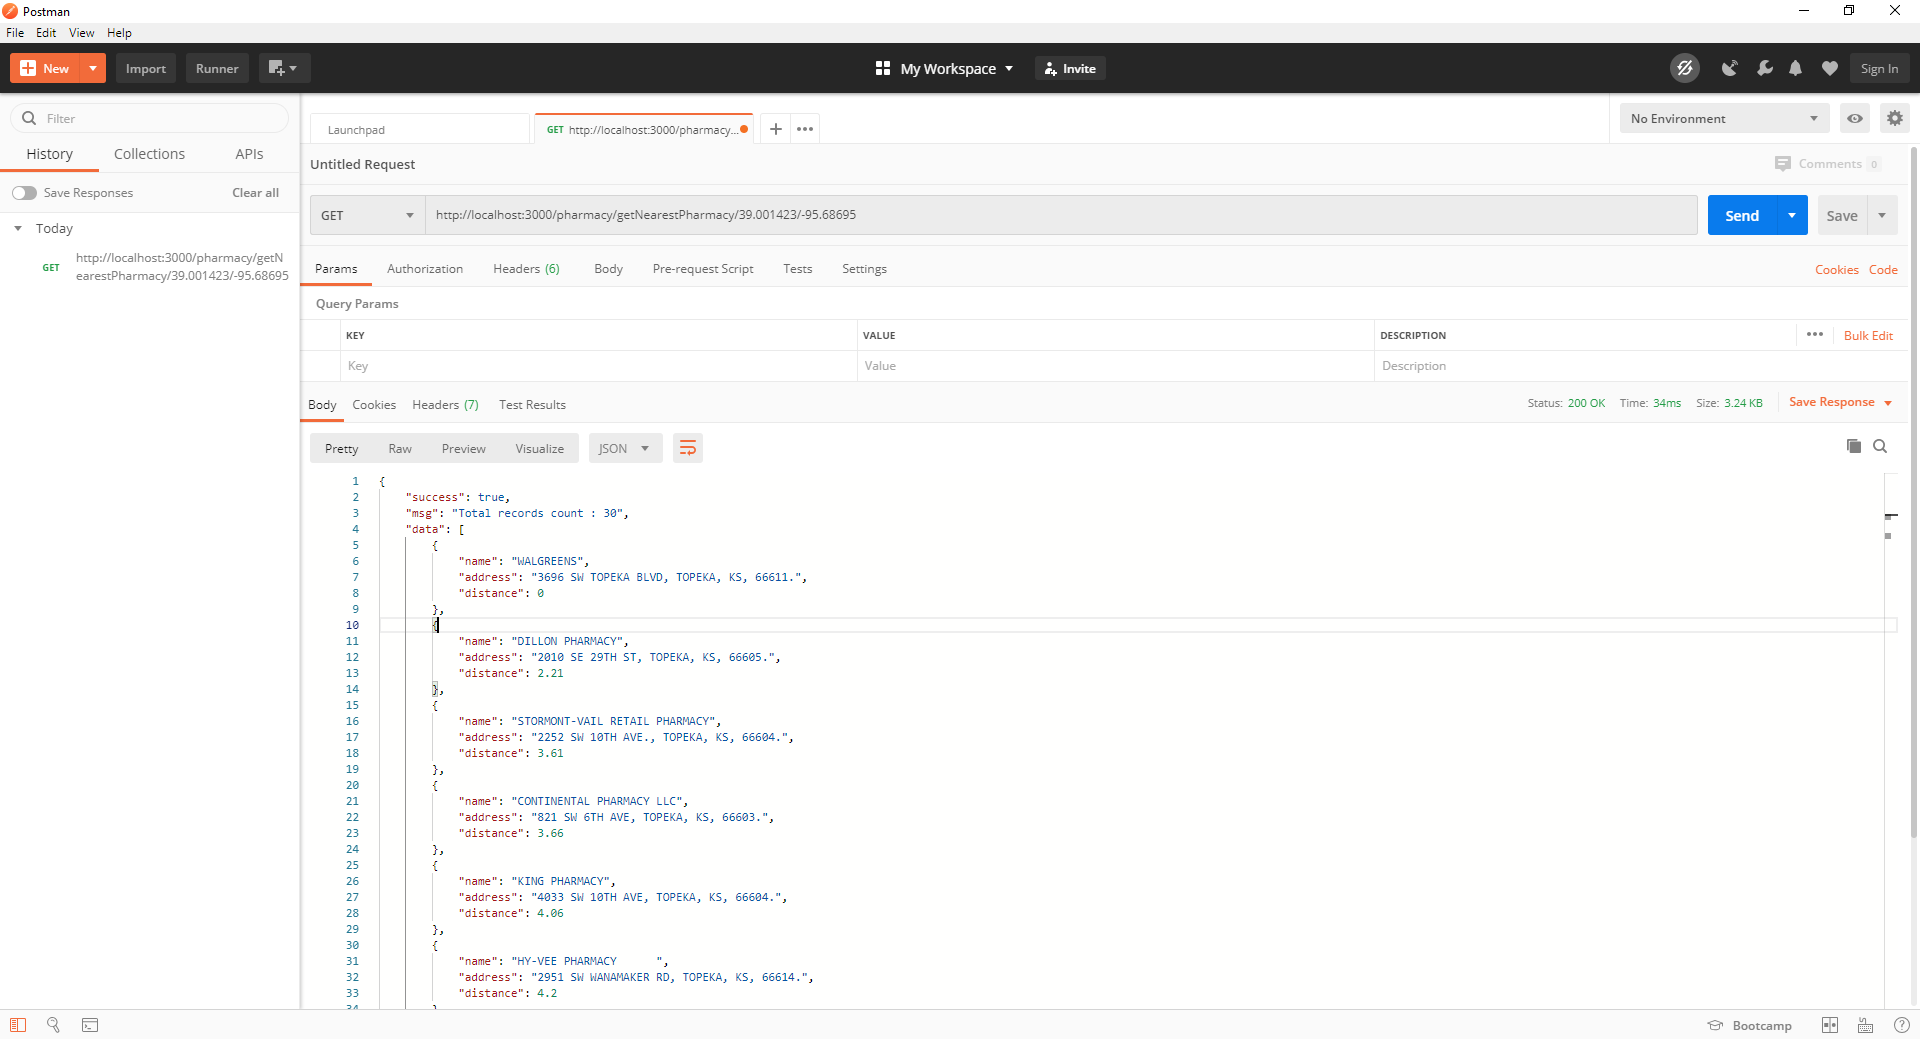 Postman
File Edit View Help
New Import Runner My Workspace Invite Sign In
Filter
History Collections APIs
Save Responses Clear all
Today
GET http://localhost:3000/pharmacy/getN
earestPharmacy/39.001423/-95.68695
Launchpad GET http://localhost:3000/pharmacy... No Environment
Untitled Request Comments 0
GET http://localhost:3000/pharmacy/getNearestPharmacy/39.001423/-95.68695 Send Save
Params Authorization Headers (6) Body Pre-request Script Tests Settings Cookies Code
Query Params
KEY VALUE DESCRIPTION ••• Bulk Edit
Key Value Description
Body Cookies Headers (7) Test Results Status: 200 OK Time: 34ms Size: 3.24 KB Save Response
Pretty Raw Preview Visualize JSON
1 {
2 "success": true,
3 "msg": "Total records count : 30",
4 "data": [
5 {
6 "name": "WALGREENS",
7 "address": "3696 SW TOPEKA BLVD, TOPEKA, KS, 66611.",
8 "distance": 0
9 },
10 {
11 "name": "DILLON PHARMACY",
12 "address": "2010 SE 29TH ST, TOPEKA, KS, 66605.",
13 "distance": 2.21
14 },
15 {
16 "name": "STORMONT-VAIL RETAIL PHARMACY",
17 "address": "2252 SW 10TH AVE., TOPEKA, KS, 66604.",
18 "distance": 3.61
19 },
20 {
21 "name": "CONTINENTAL PHARMACY LLC",
22 "address": "821 SW 6TH AVE, TOPEKA, KS, 66603.",
23 "distance": 3.66
24 },
25 {
26 "name": "KING PHARMACY",
27 "address": "4033 SW 10TH AVE, TOPEKA, KS, 66604.",
28 "distance": 4.06
29 },
30 {
31 "name": "HY-VEE PHARMACY      ",
32 "address": "2951 SW WANAMAKER RD, TOPEKA, KS, 66614.",
33 "distance": 4.2
34 }
Bootcamp